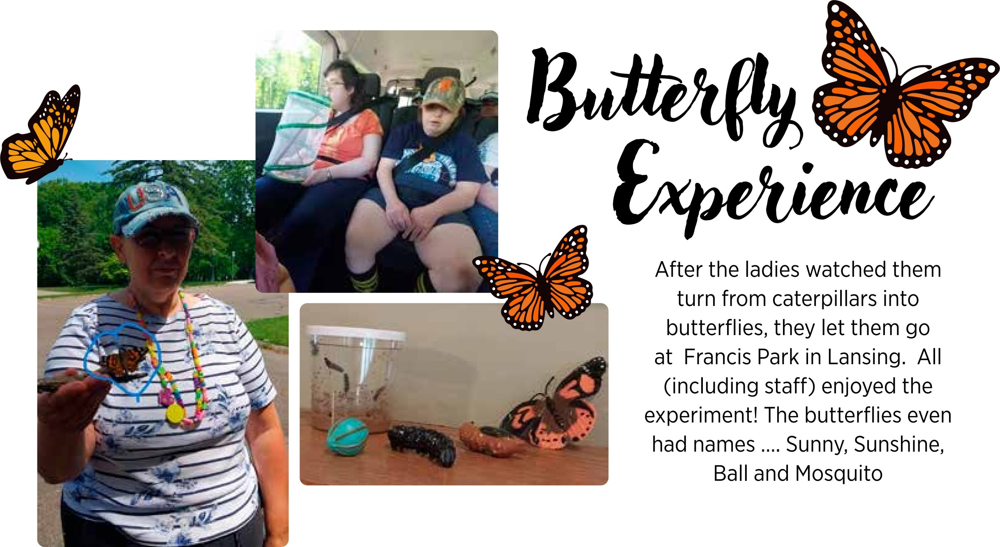 Butterfly
Experience
After the ladies watched them
turn from caterpillars into
butterflies, they let them go
at  Francis Park in Lansing.  All
(including staff) enjoyed the
experiment! The butterflies even
had names .... Sunny, Sunshine,
Ball and Mosquito
USA